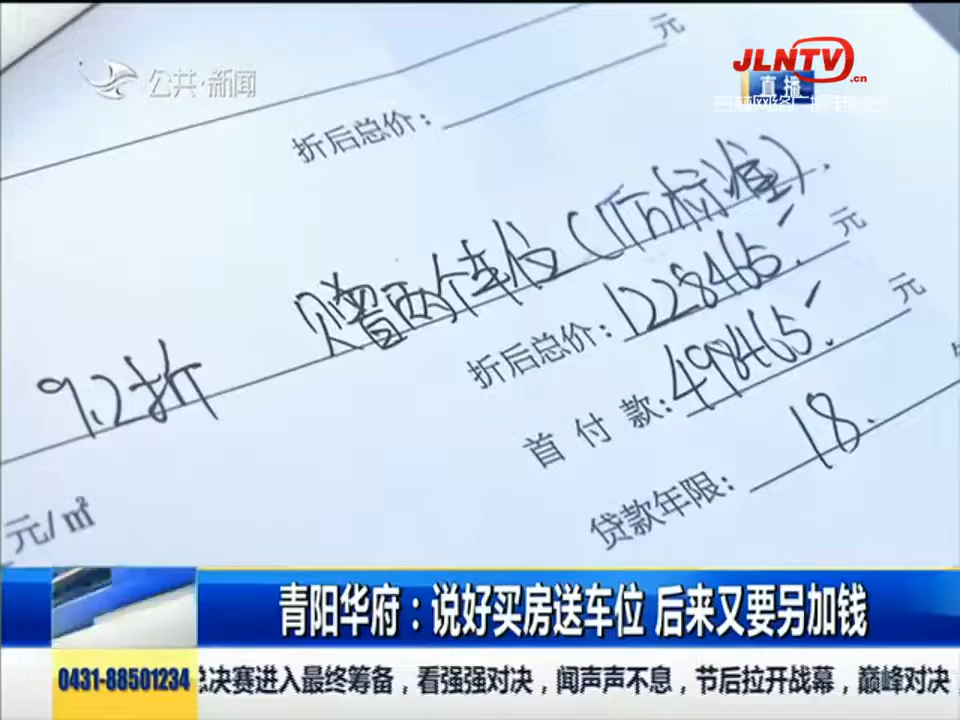 元
JLNTV.cn
公共·新闻
直播
折后总价：
9.2折
两个车位（
标准）.
折后总价：1228465.元
首付款：498465.元
贷款年限：18.
元/㎡
青阳华府：说好买房送车位 后来又要另加钱
0431-88501234
总决赛进入最终筹备，看强强对决，闻声声不息，节后拉开战幕，巅峰对决